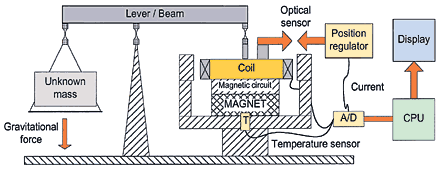 Lever / Beam
Optical
sensor
Position
regulator
Display
Unknown
mass
Coil
Magnetic circuit
MAGNET
Current
Gravitational
force
T
A/D
CPU
Temperature sensor